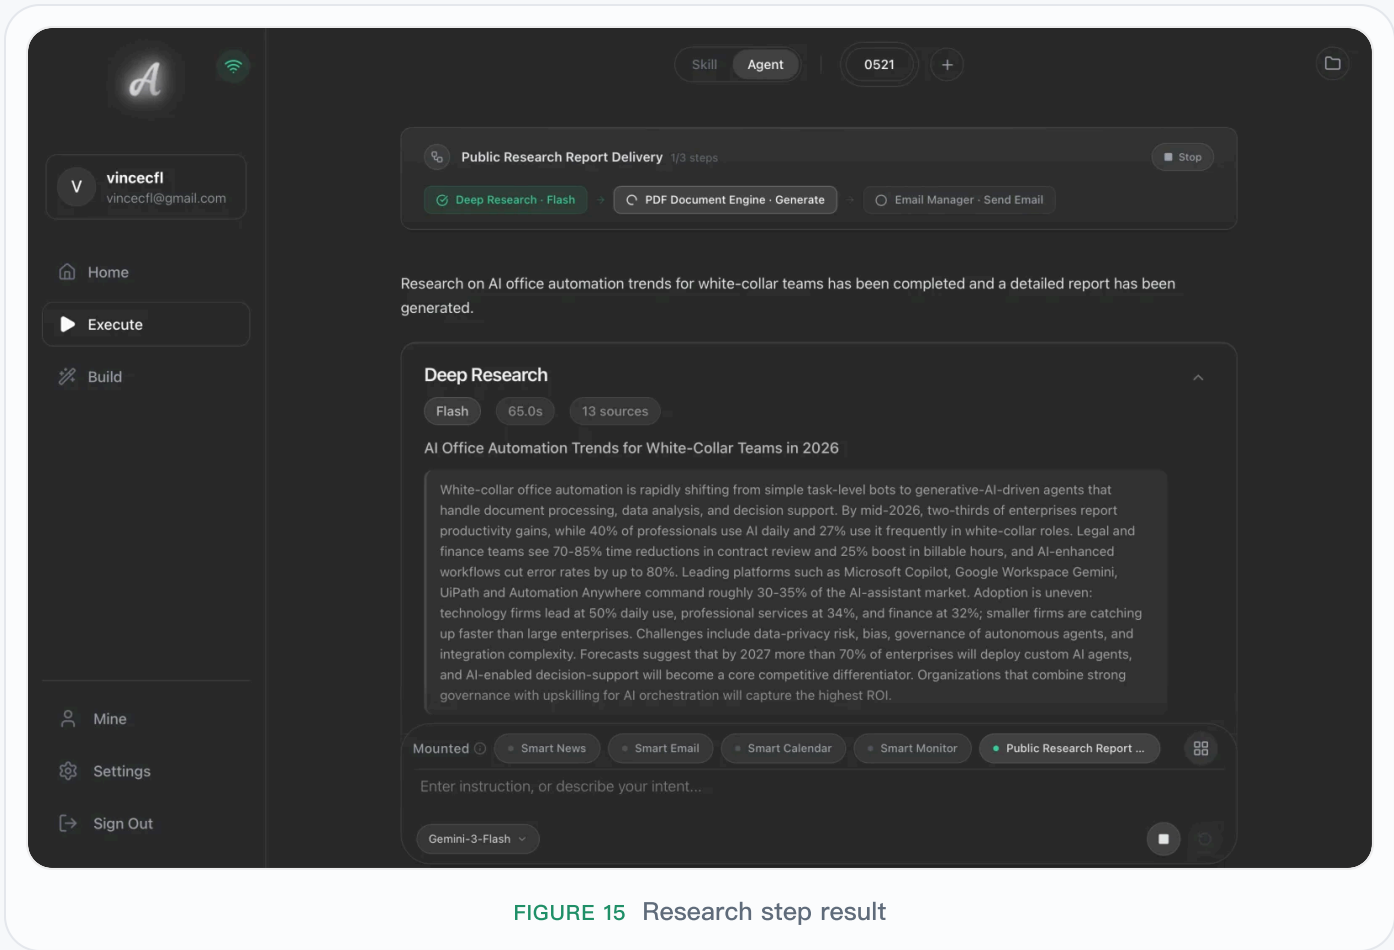 A
V
vincecfl
vincecfl@gmail.com
Home
Execute
Build
Mine
Settings
Sign Out
Skill
Agent
0521
Public Research Report Delivery 1/3 steps
Stop
Deep Research · Flash
PDF Document Engine · Generate
Email Manager · Send Email
Research on AI office automation trends for white-collar teams has been completed and a detailed report has been
generated.
Deep Research
Flash
65.0s
13 sources
AI Office Automation Trends for White-Collar Teams in 2026
White-collar office automation is rapidly shifting from simple task-level bots to generative-AI-driven agents that
handle document processing, data analysis, and decision support. By mid-2026, two-thirds of enterprises report
productivity gains, while 40% of professionals use AI daily and 27% use it frequently in white-collar roles. Legal and
finance teams see 70-85% time reductions in contract review and 25% boost in billable hours, and AI-enhanced
workflows cut error rates by up to 80%. Leading platforms such as Microsoft Copilot, Google Workspace Gemini,
UiPath and Automation Anywhere command roughly 30-35% of the AI-assistant market. Adoption is uneven:
technology firms lead at 50% daily use, professional services at 34%, and finance at 32%; smaller firms are catching
up faster than large enterprises. Challenges include data-privacy risk, bias, governance of autonomous agents, and
integration complexity. Forecasts suggest that by 2027 more than 70% of enterprises will deploy custom AI agents,
and AI-enabled decision-support will become a core competitive differentiator. Organizations that combine strong
governance with upskilling for AI orchestration will capture the highest ROI.
Mounted
Smart News
Smart Email
Smart Calendar
Smart Monitor
Public Research Report ...
Enter instruction, or describe your intent...
Gemini-3-Flash
FIGURE 15 Research step result